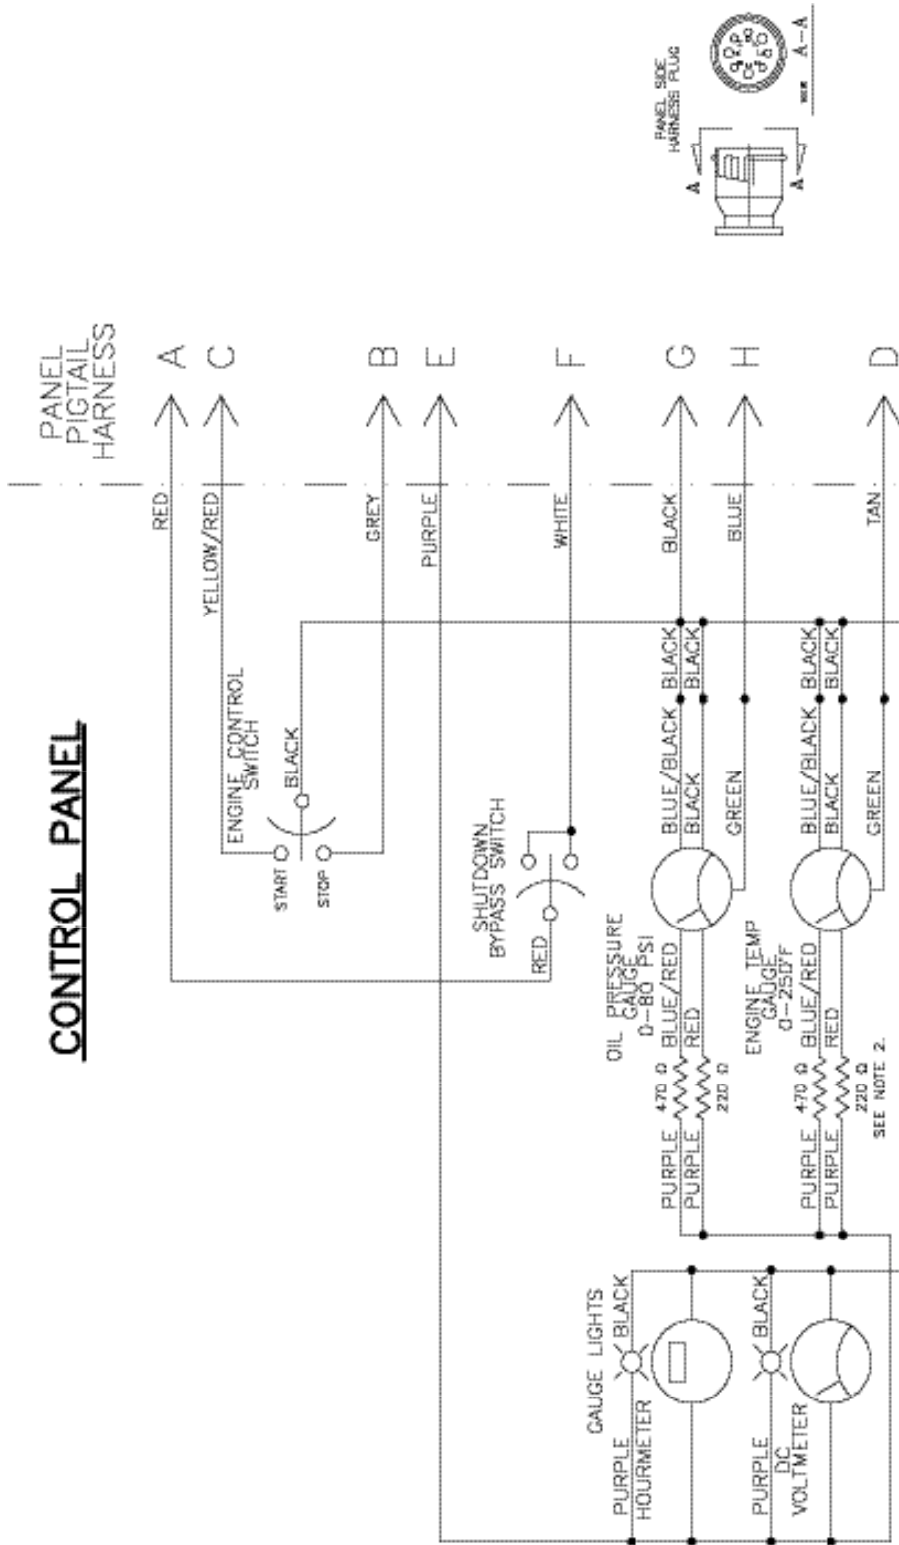 CONTROL PANEL
PANEL
PIGTAIL
HARNESS
RED
A
YELLOW/RED
C
ENGINE CONTROL
SWITCH
START
STOP
BLACK
GREY
B
PURPLE
E
SHUTDOWN
BYPASS SWITCH
RED
WHITE
F
OIL PRESSURE
GAUGE
0-80 PSI
PURPLE
470 Ω
BLUE/RED
BLUE/BLACK
BLACK
BLACK
G
PURPLE
220 Ω
RED
BLACK
BLACK
GREEN
BLUE
H
ENGINE TEMP
GAUGE
0-250°F
PURPLE
470 Ω
BLUE/RED
BLUE/BLACK
BLACK
PURPLE
220 Ω
RED
BLACK
BLACK
SEE NOTE 2.
GREEN
TAN
D
GAUGE LIGHTS
PURPLE
BLACK
HOURMETER
PURPLE
BLACK
DC
VOLTMETER
PANEL SIDE
HARNESS PLUG
A
A
VIEW A-A